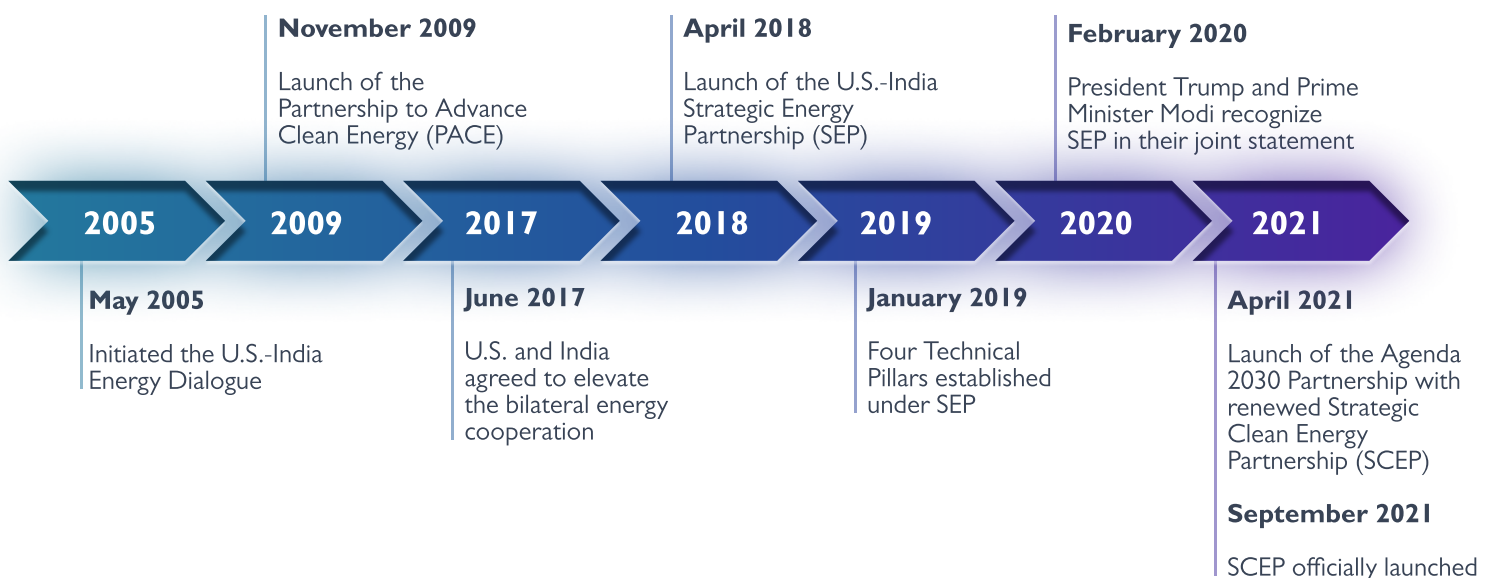 November 2009
Launch of the
Partnership to Advance
Clean Energy (PACE)
April 2018
Launch of the U.S.-India
Strategic Energy
Partnership (SEP)
February 2020
President Trump and Prime
Minister Modi recognize
SEP in their joint statement
2005
2009
2017
2018
2019
2020
2021
May 2005
Initiated the U.S.-India
Energy Dialogue
June 2017
U.S. and India
agreed to elevate
the bilateral energy
cooperation
January 2019
Four Technical
Pillars established
under SEP
April 2021
Launch of the Agenda
2030 Partnership with
renewed Strategic
Clean Energy
Partnership (SCEP)
September 2021
SCEP officially launched